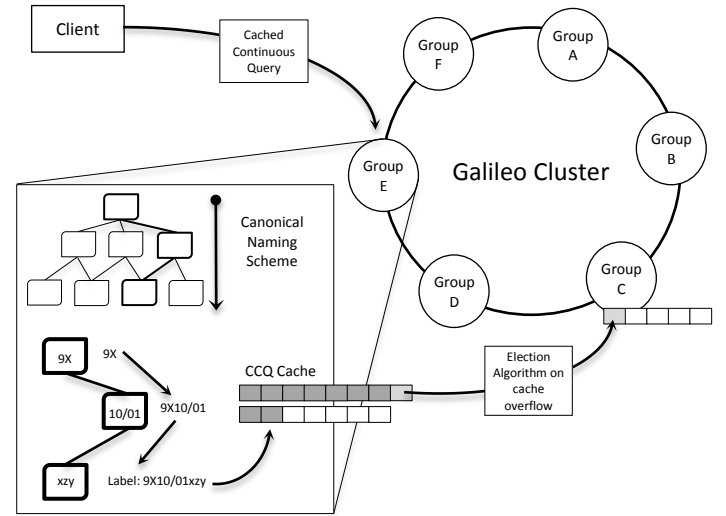 Client
Cached
Continuous
Query
Group
F
Group
A
Group
B
Group
E
Galileo Cluster
Group
C
Group
D
Canonical
Naming
Scheme
9X
9X
10/01
9X10/01
xzy
Label: 9X10/01xzy
CCQ Cache
Election
Algorithm on
cache
overflow